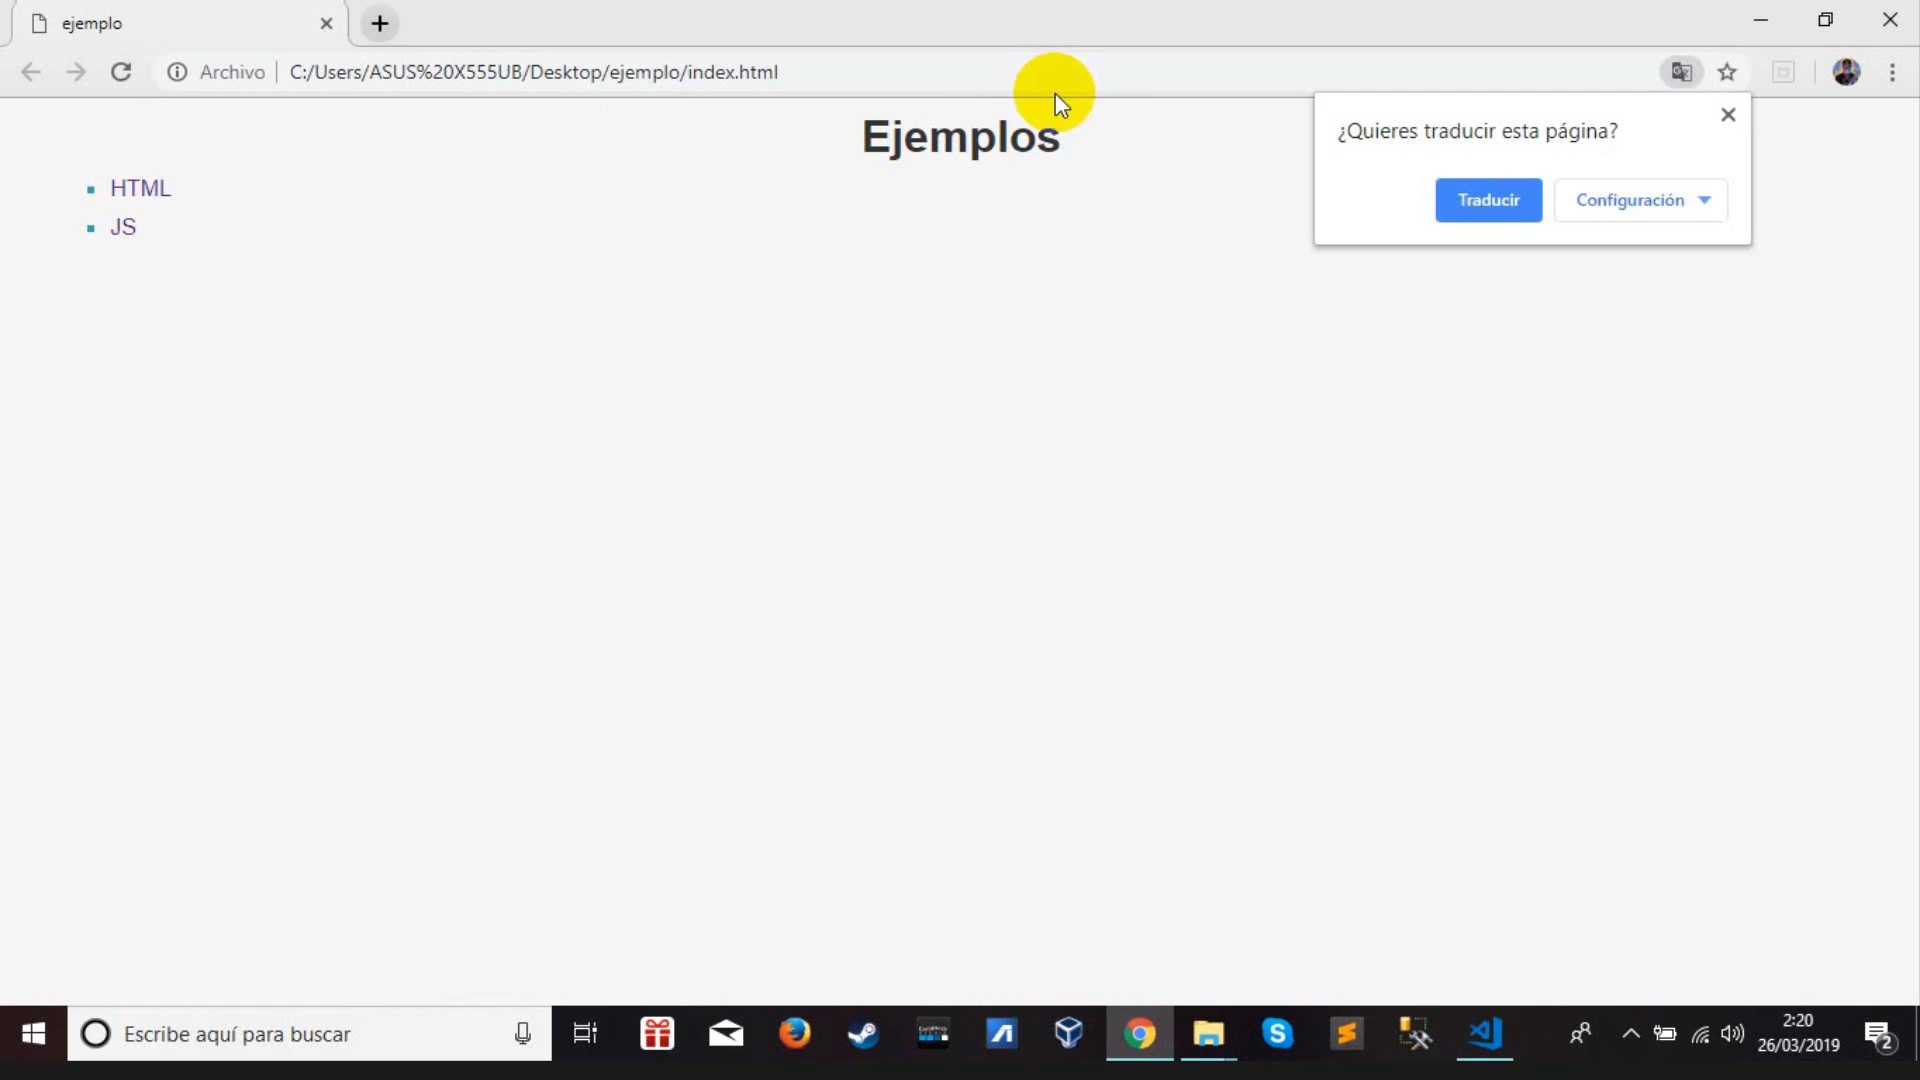 ejemplo
Archivo C:/Users/ASUS%20X555UB/Desktop/ejemplo/index.html
Ejemplos
¿Quieres traducir esta página?
Traducir Configuración
HTML
JS
Escribe aquí para buscar
2:20
26/03/2019
2